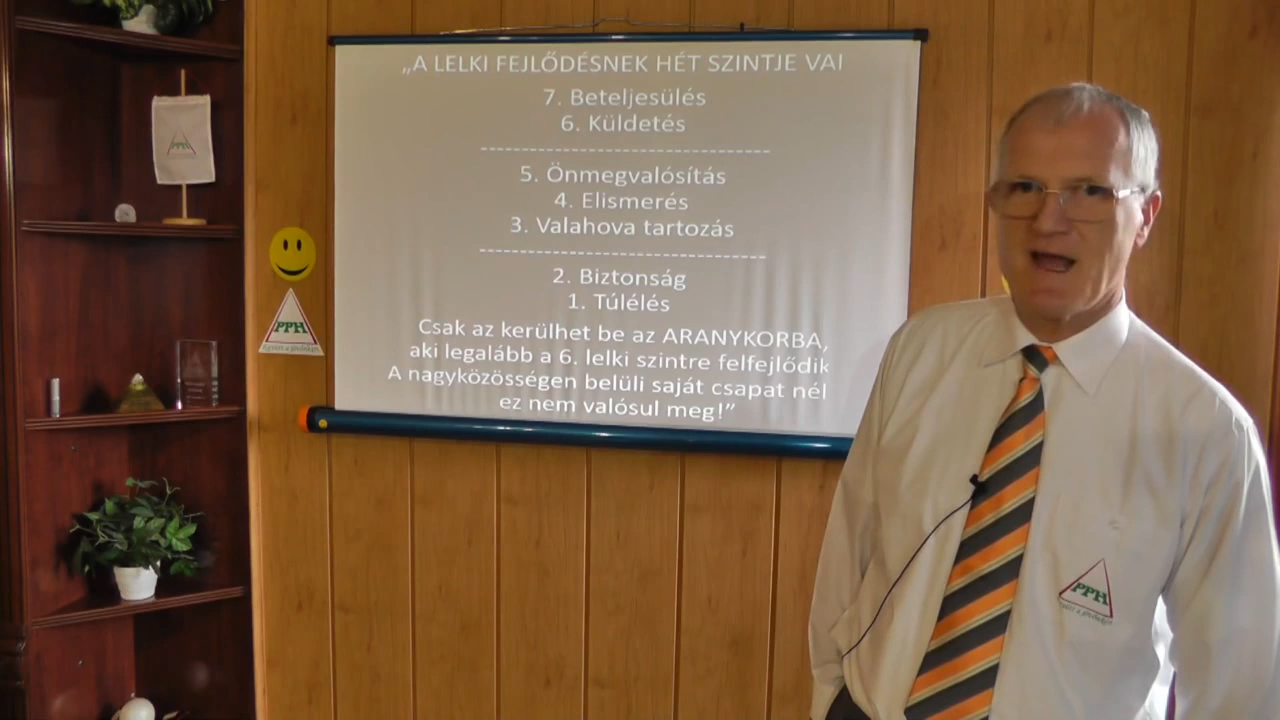 „A LELKI FEJLŐDÉSNEK HÉT SZINTJE VAI
7. Beteljesülés
6. Küldetés
5. Önmegvalósítás
4. Elismerés
3. Valahova tartozás
2. Biztonság
1. Túlélés
Csak az kerülhet be az ARANYKORBA,
aki legalább a 6. lelki szintre felfejlődik
A nagyközösségen belüli saját csapat nél
ez nem valósul meg!”
PPH
PPH
PPH